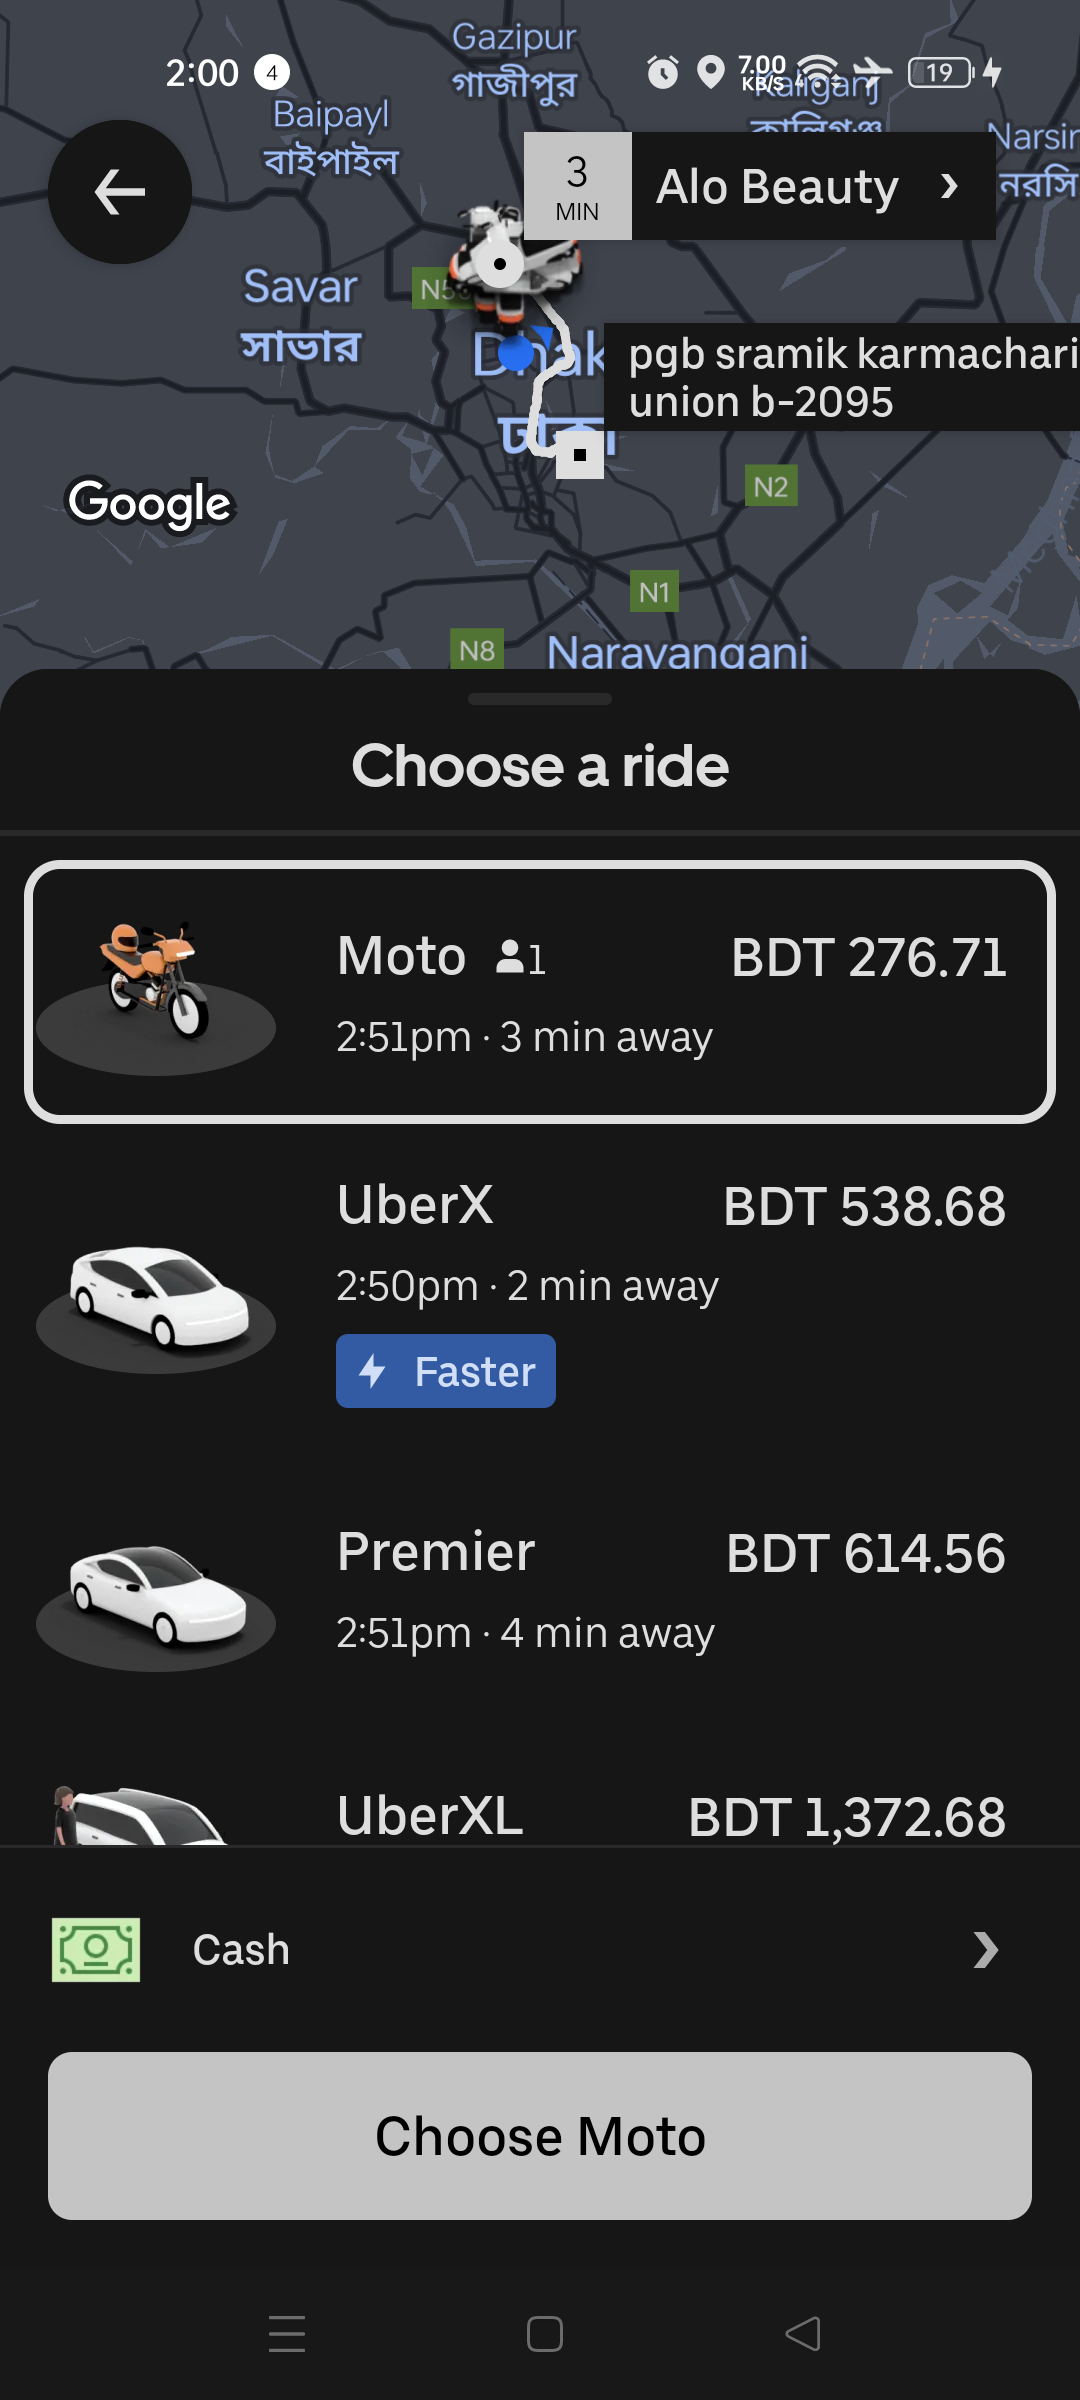 Gazipur
গাজীপুর
2:00 4
7.00
KB/S
19
Kaliganj
কালিগঞ্জ
Baipayl
বাইপাইল
Narsin
নরসি
3
MIN
Alo Beauty
Savar
সাভার
Dhak
ঢাকা
pgb sramik karmachari
union b-2095
Google
N2
N1
N8
Narayanganj
Choose a ride
Moto 1 BDT 276.71
2:51pm · 3 min away
UberX BDT 538.68
2:50pm · 2 min away
Faster
Premier BDT 614.56
2:51pm · 4 min away
UberXL BDT 1,372.68
Cash
Choose Moto